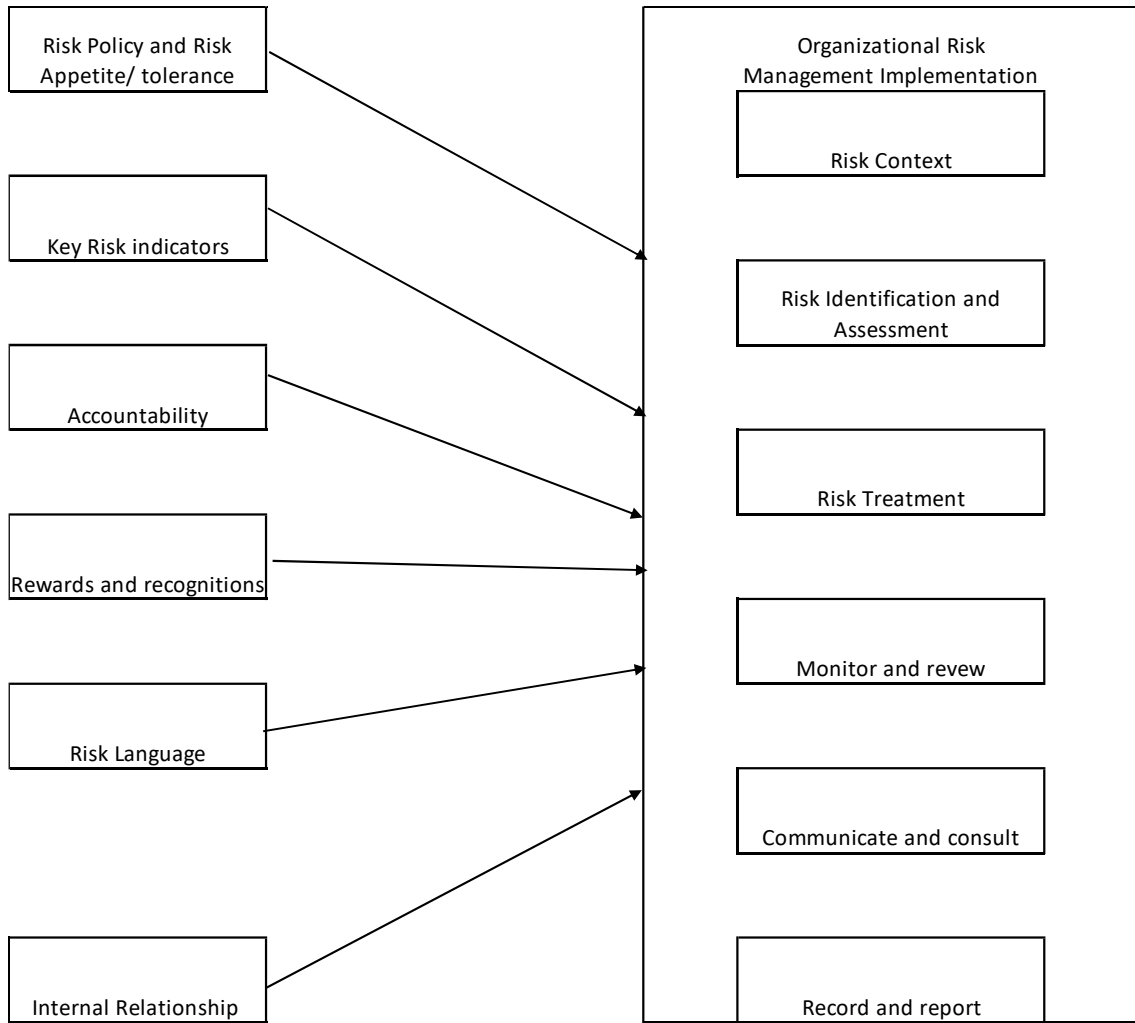 Risk Policy and Risk
Appetite/ tolerance
Key Risk indicators
Accountability
Rewards and recognitions
Risk Language
Internal Relationship
Organizational Risk
Management Implementation
Risk Context
Risk Identification and
Assessment
Risk Treatment
Monitor and revew
Communicate and consult
Record and report